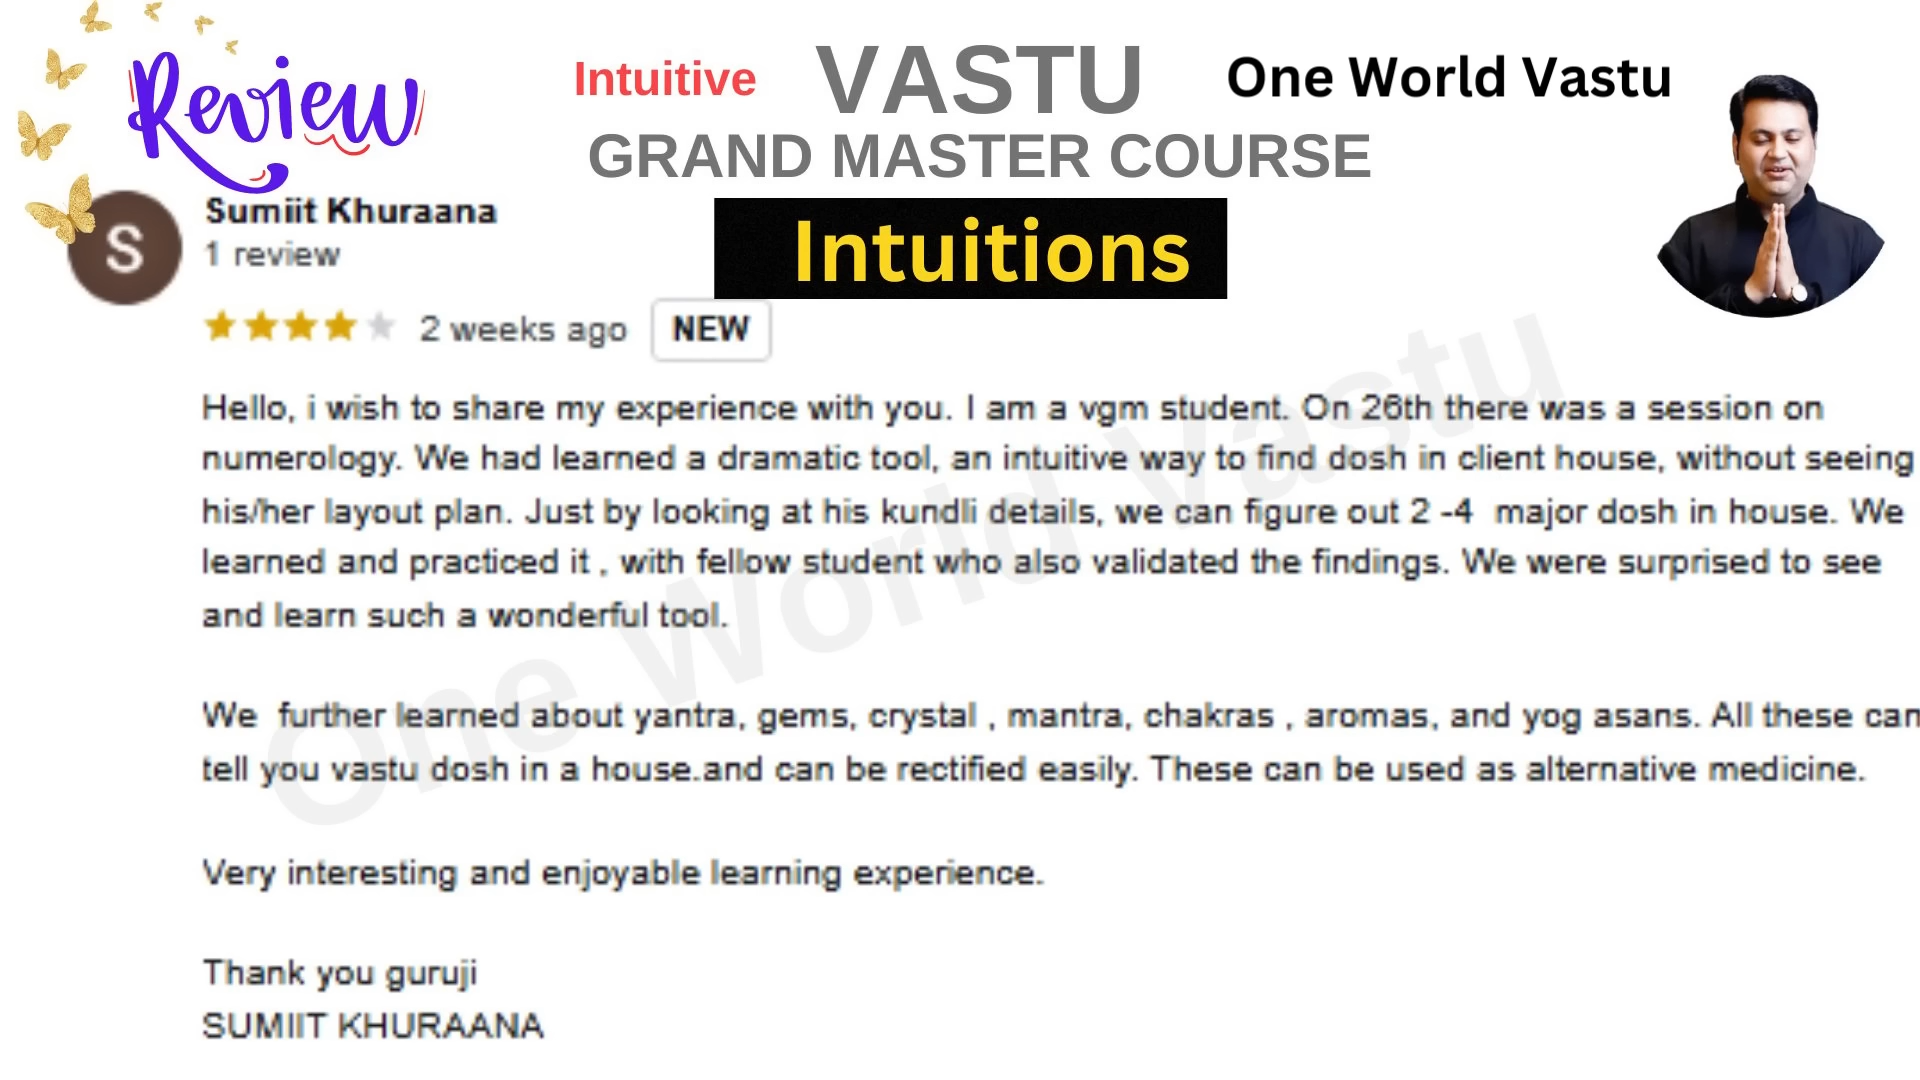 Review
Intuitive VASTU One World Vastu
GRAND MASTER COURSE
Intuitions
S
Sumiit Khuraana
1 review
2 weeks ago NEW
Hello, i wish to share my experience with you. I am a vgm student. On 26th there was a session on
numerology. We had learned a dramatic tool, an intuitive way to find dosh in client house, without seeing
his/her layout plan. Just by looking at his kundli details, we can figure out 2 -4 major dosh in house. We
learned and practiced it , with fellow student who also validated the findings. We were surprised to see
and learn such a wonderful tool.
We further learned about yantra, gems, crystal , mantra, chakras , aromas, and yog asans. All these can
tell you vastu dosh in a house.and can be rectified easily. These can be used as alternative medicine.
Very interesting and enjoyable learning experience.
Thank you guruji
SUMIIT KHURAANA
One World Vastu